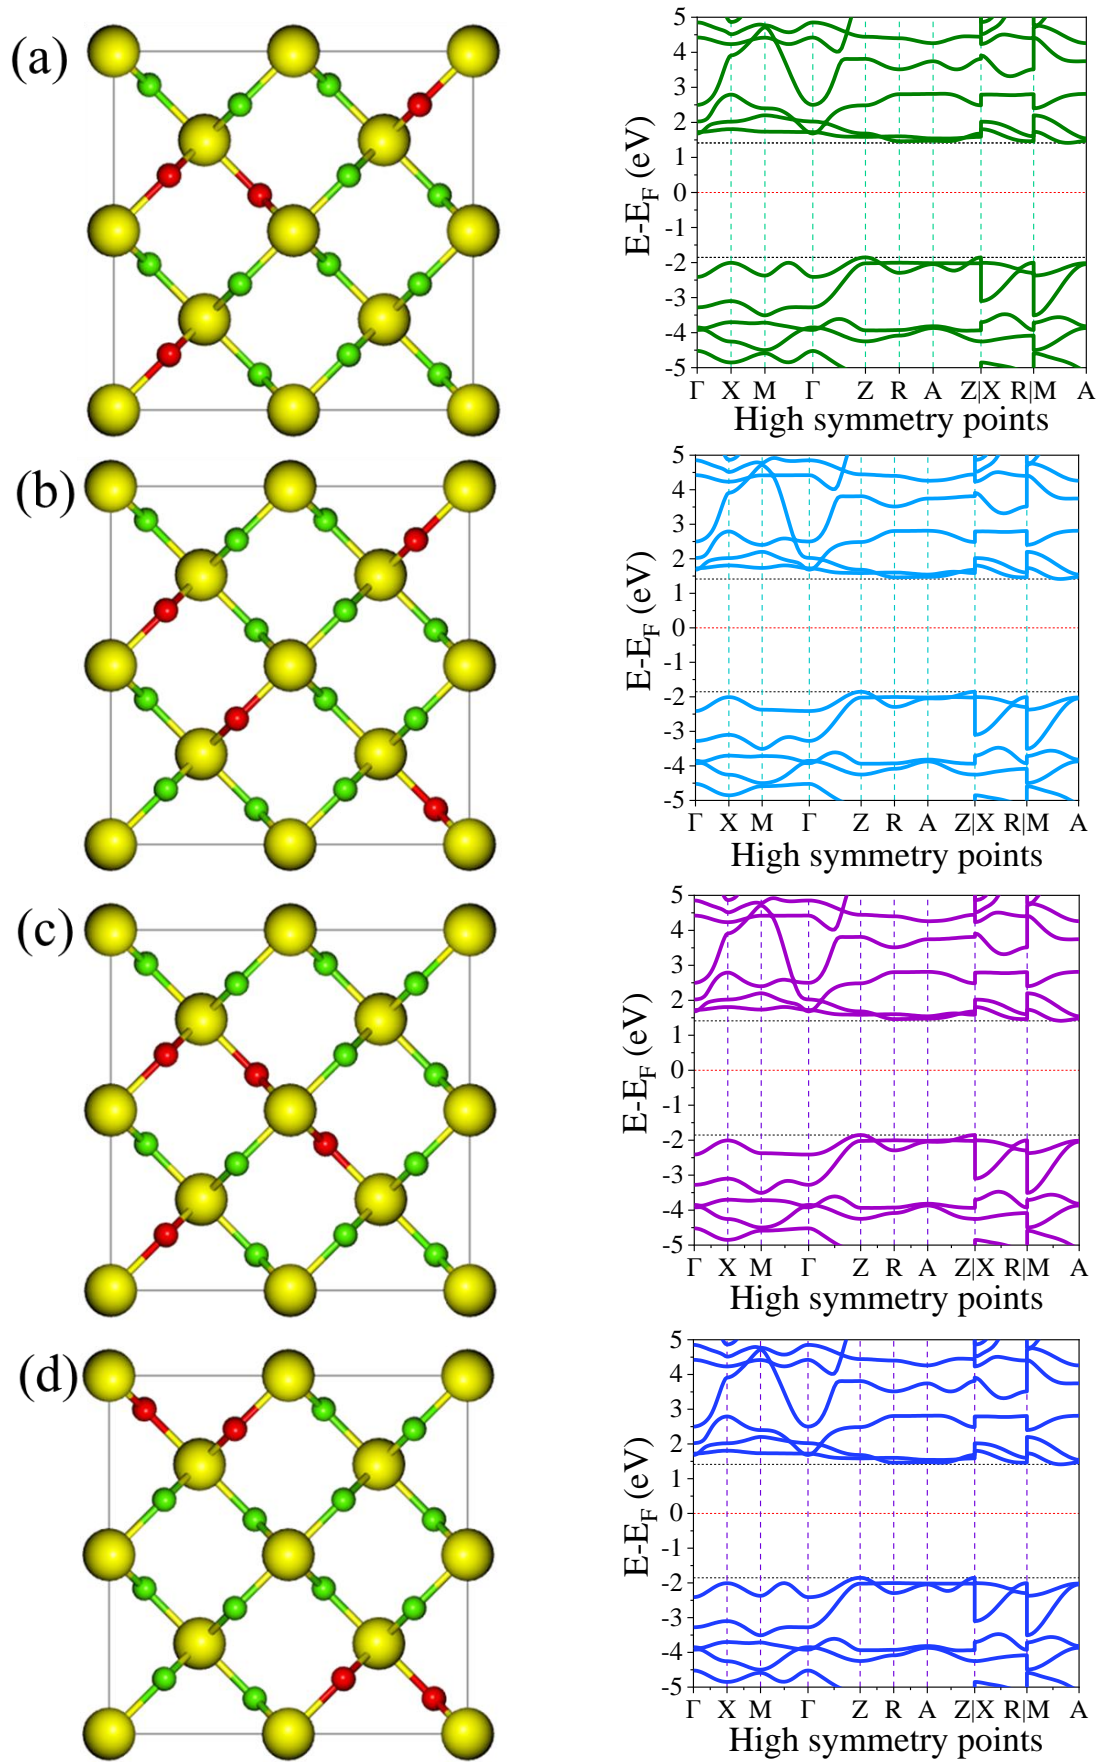 (a)
5
4
3
2
1
0
-1
-2
-3
-4
-5
E-E_F (eV)
Γ X M Γ Z R A Z|X R|M A
High symmetry points
(b)
5
4
3
2
1
0
-1
-2
-3
-4
-5
E-E_F (eV)
Γ X M Γ Z R A Z|X R|M A
High symmetry points
(c)
5
4
3
2
1
0
-1
-2
-3
-4
-5
E-E_F (eV)
Γ X M Γ Z R A Z|X R|M A
High symmetry points
(d)
5
4
3
2
1
0
-1
-2
-3
-4
-5
E-E_F (eV)
Γ X M Γ Z R A Z|X R|M A
High symmetry points